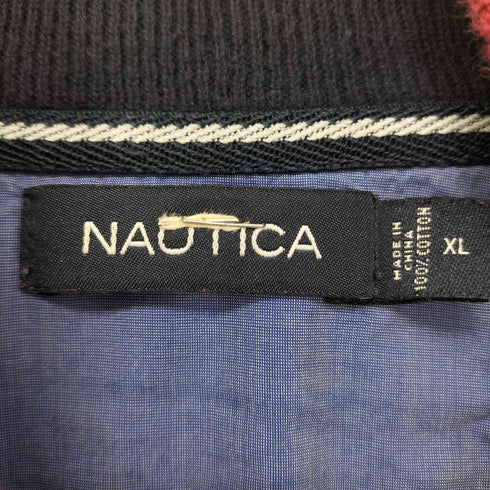 NAUTICA
MADE IN
CHINA
100% COTTON
XL